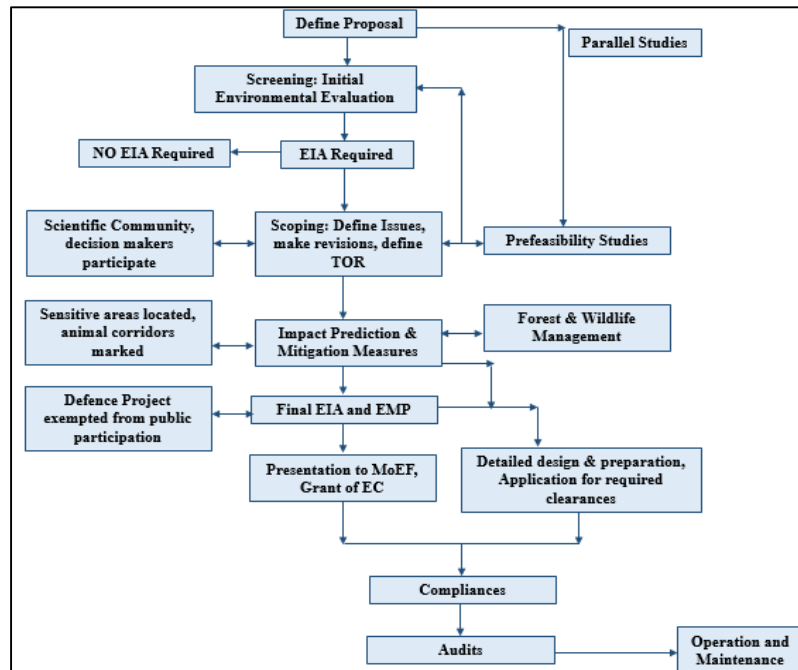 Define Proposal
Parallel Studies
Screening: Initial
Environmental Evaluation
NO EIA Required
EIA Required
Scientific Community,
decision makers
participate
Scoping: Define Issues,
make revisions, define
TOR
Prefeasibility Studies
Sensitive areas located,
animal corridors
marked
Impact Prediction &
Mitigation Measures
Forest & Wildlife
Management
Defence Project
exempted from public
participation
Final EIA and EMP
Presentation to MoEF,
Grant of EC
Detailed design & preparation,
Application for required
clearances
Compliances
Audits
Operation and
Maintenance